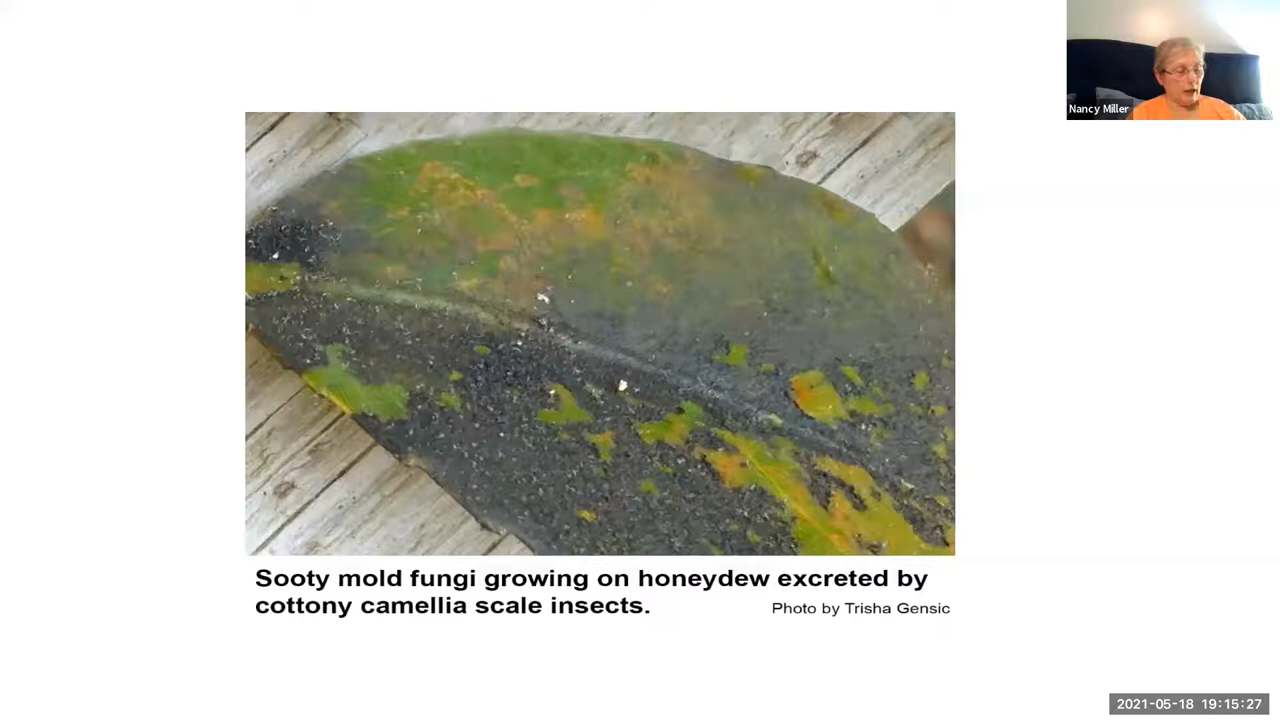 Nancy Miller
Sooty mold fungi growing on honeydew excreted by
cottony camellia scale insects.
Photo by Trisha Gensic
2021-05-18 19:15:27